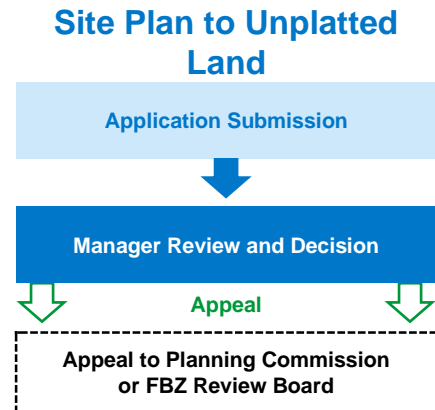 Site Plan to Unplatted
Land
Application Submission
Manager Review and Decision
Appeal
Appeal to Planning Commission
or FBZ Review Board